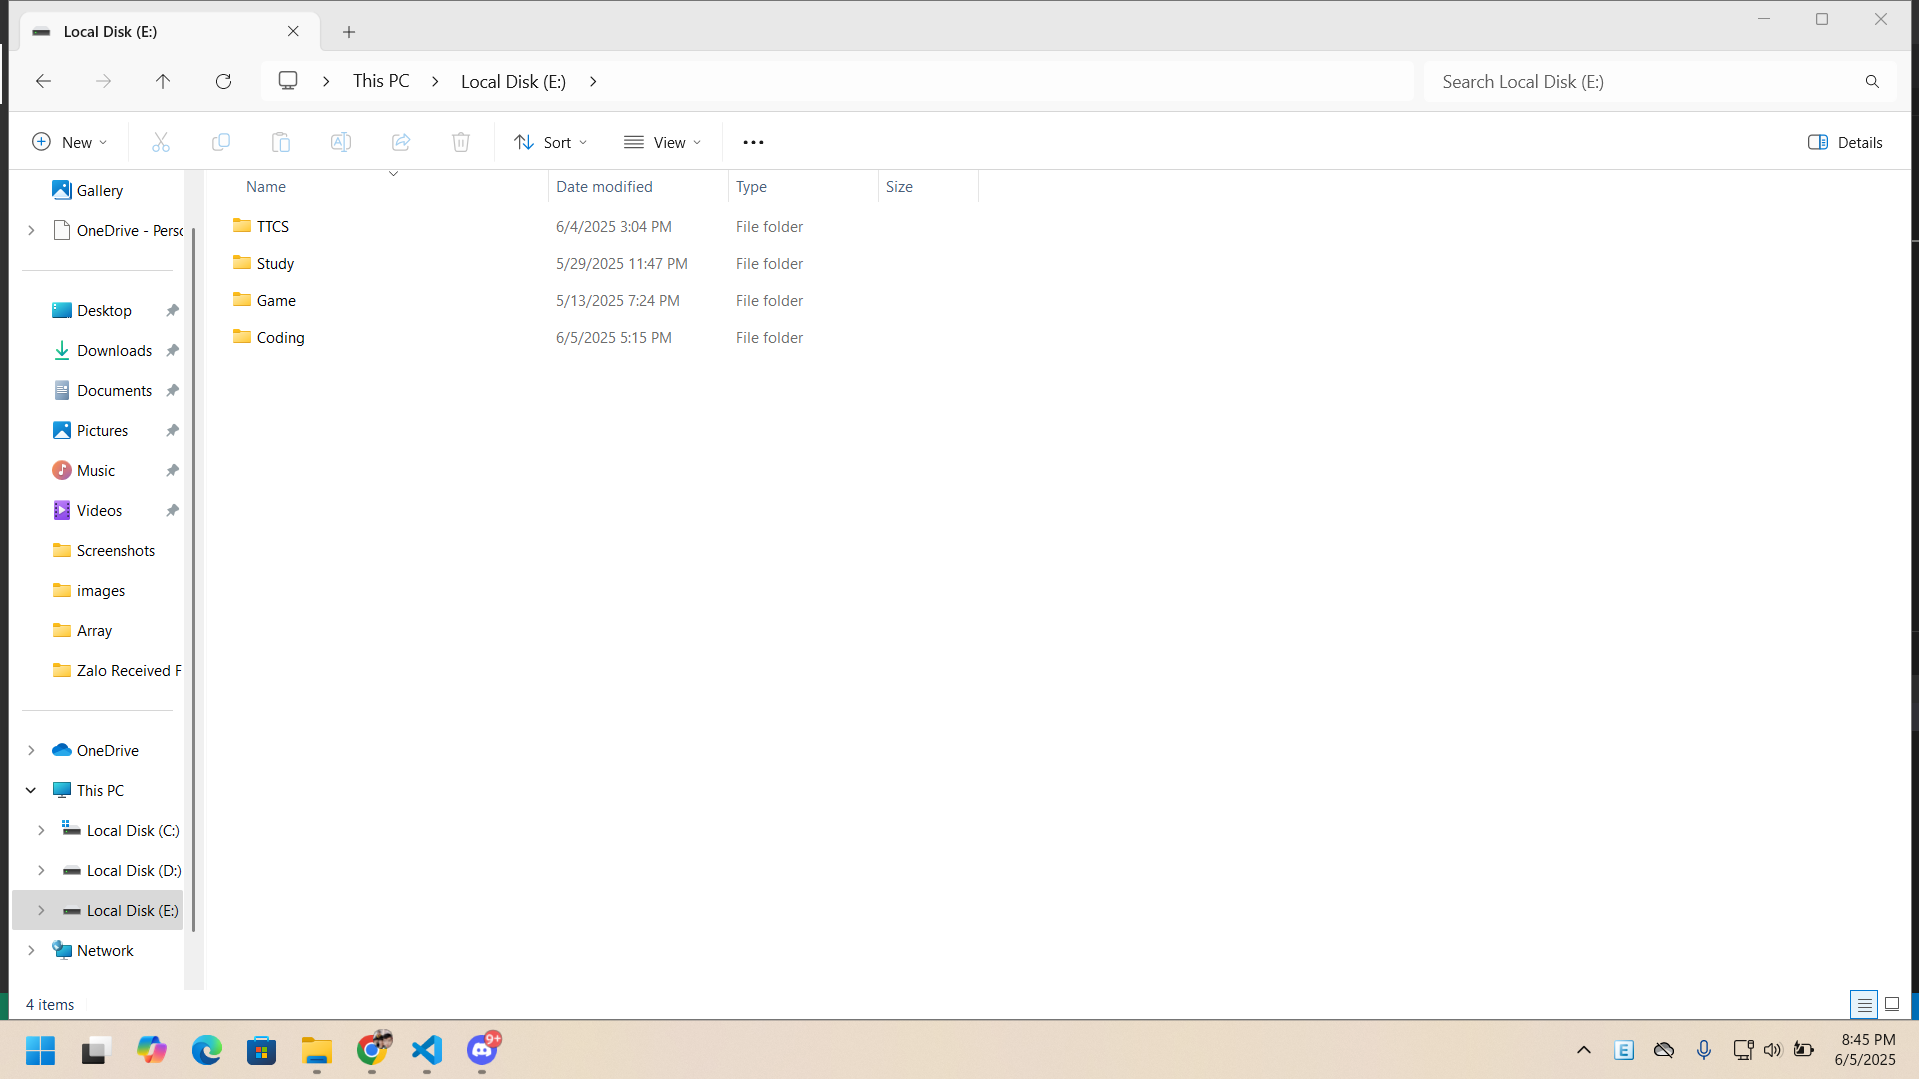 Local Disk (E:)
This PC
Local Disk (E:)
Search Local Disk (E:)
New
Sort
View
Details
Gallery
OneDrive - Perso
Desktop
Downloads
Documents
Pictures
Music
Videos
Screenshots
images
Array
Zalo Received F
OneDrive
This PC
Local Disk (C:)
Local Disk (D:)
Local Disk (E:)
Network
Name Date modified Type Size
TTCS 6/4/2025 3:04 PM File folder
Study 5/29/2025 11:47 PM File folder
Game 5/13/2025 7:24 PM File folder
Coding 6/5/2025 5:15 PM File folder
4 items
9+
E
8:45 PM
6/5/2025